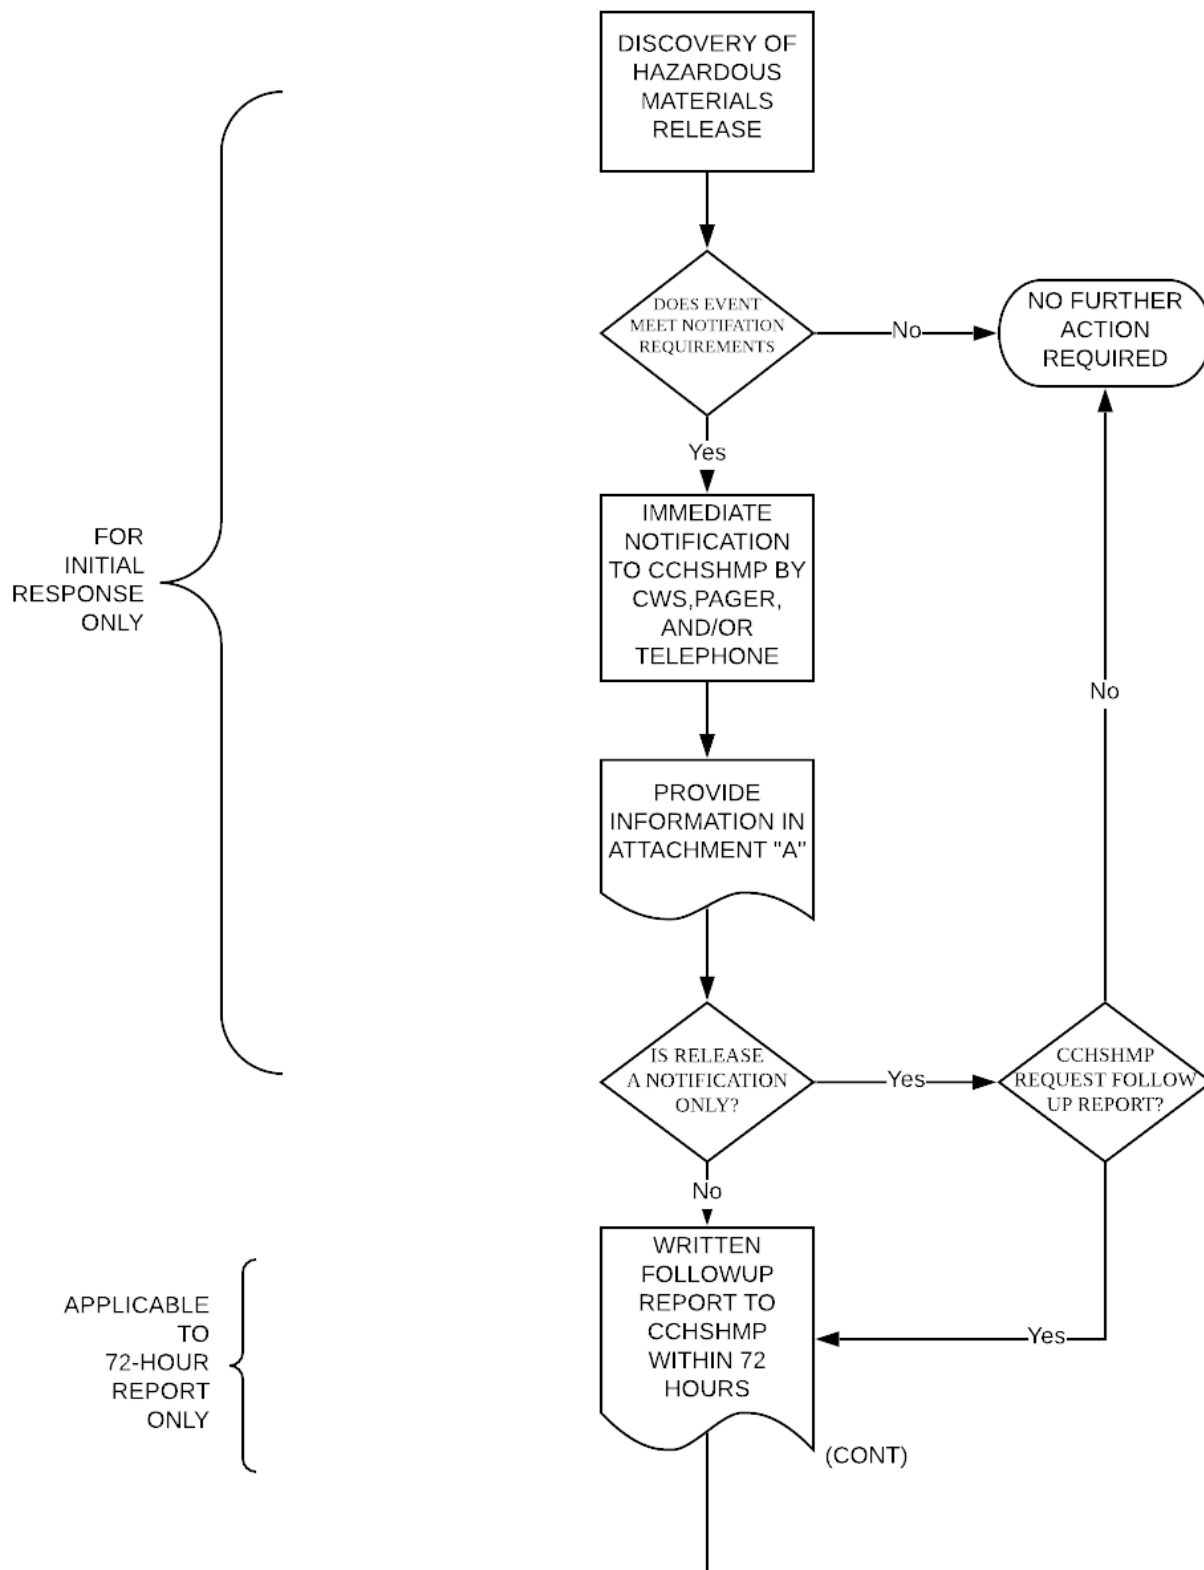 DISCOVERY OF
HAZARDOUS
MATERIALS
RELEASE
DOES EVENT
MEET NOTIFATION
REQUIREMENTS
No
NO FURTHER
ACTION
REQUIRED
Yes
IMMEDIATE
NOTIFICATION
TO CCHSHMP BY
CWS,PAGER,
AND/OR
TELEPHONE
FOR
INITIAL
RESPONSE
ONLY
No
PROVIDE
INFORMATION IN
ATTACHMENT "A"
IS RELEASE
A NOTIFICATION
ONLY?
Yes
CCHSHMP
REQUEST FOLLOW
UP REPORT?
No
WRITTEN
FOLLOWUP
REPORT TO
CCHSHMP
WITHIN 72
HOURS
Yes
APPLICABLE
TO
72-HOUR
REPORT
ONLY
(CONT)